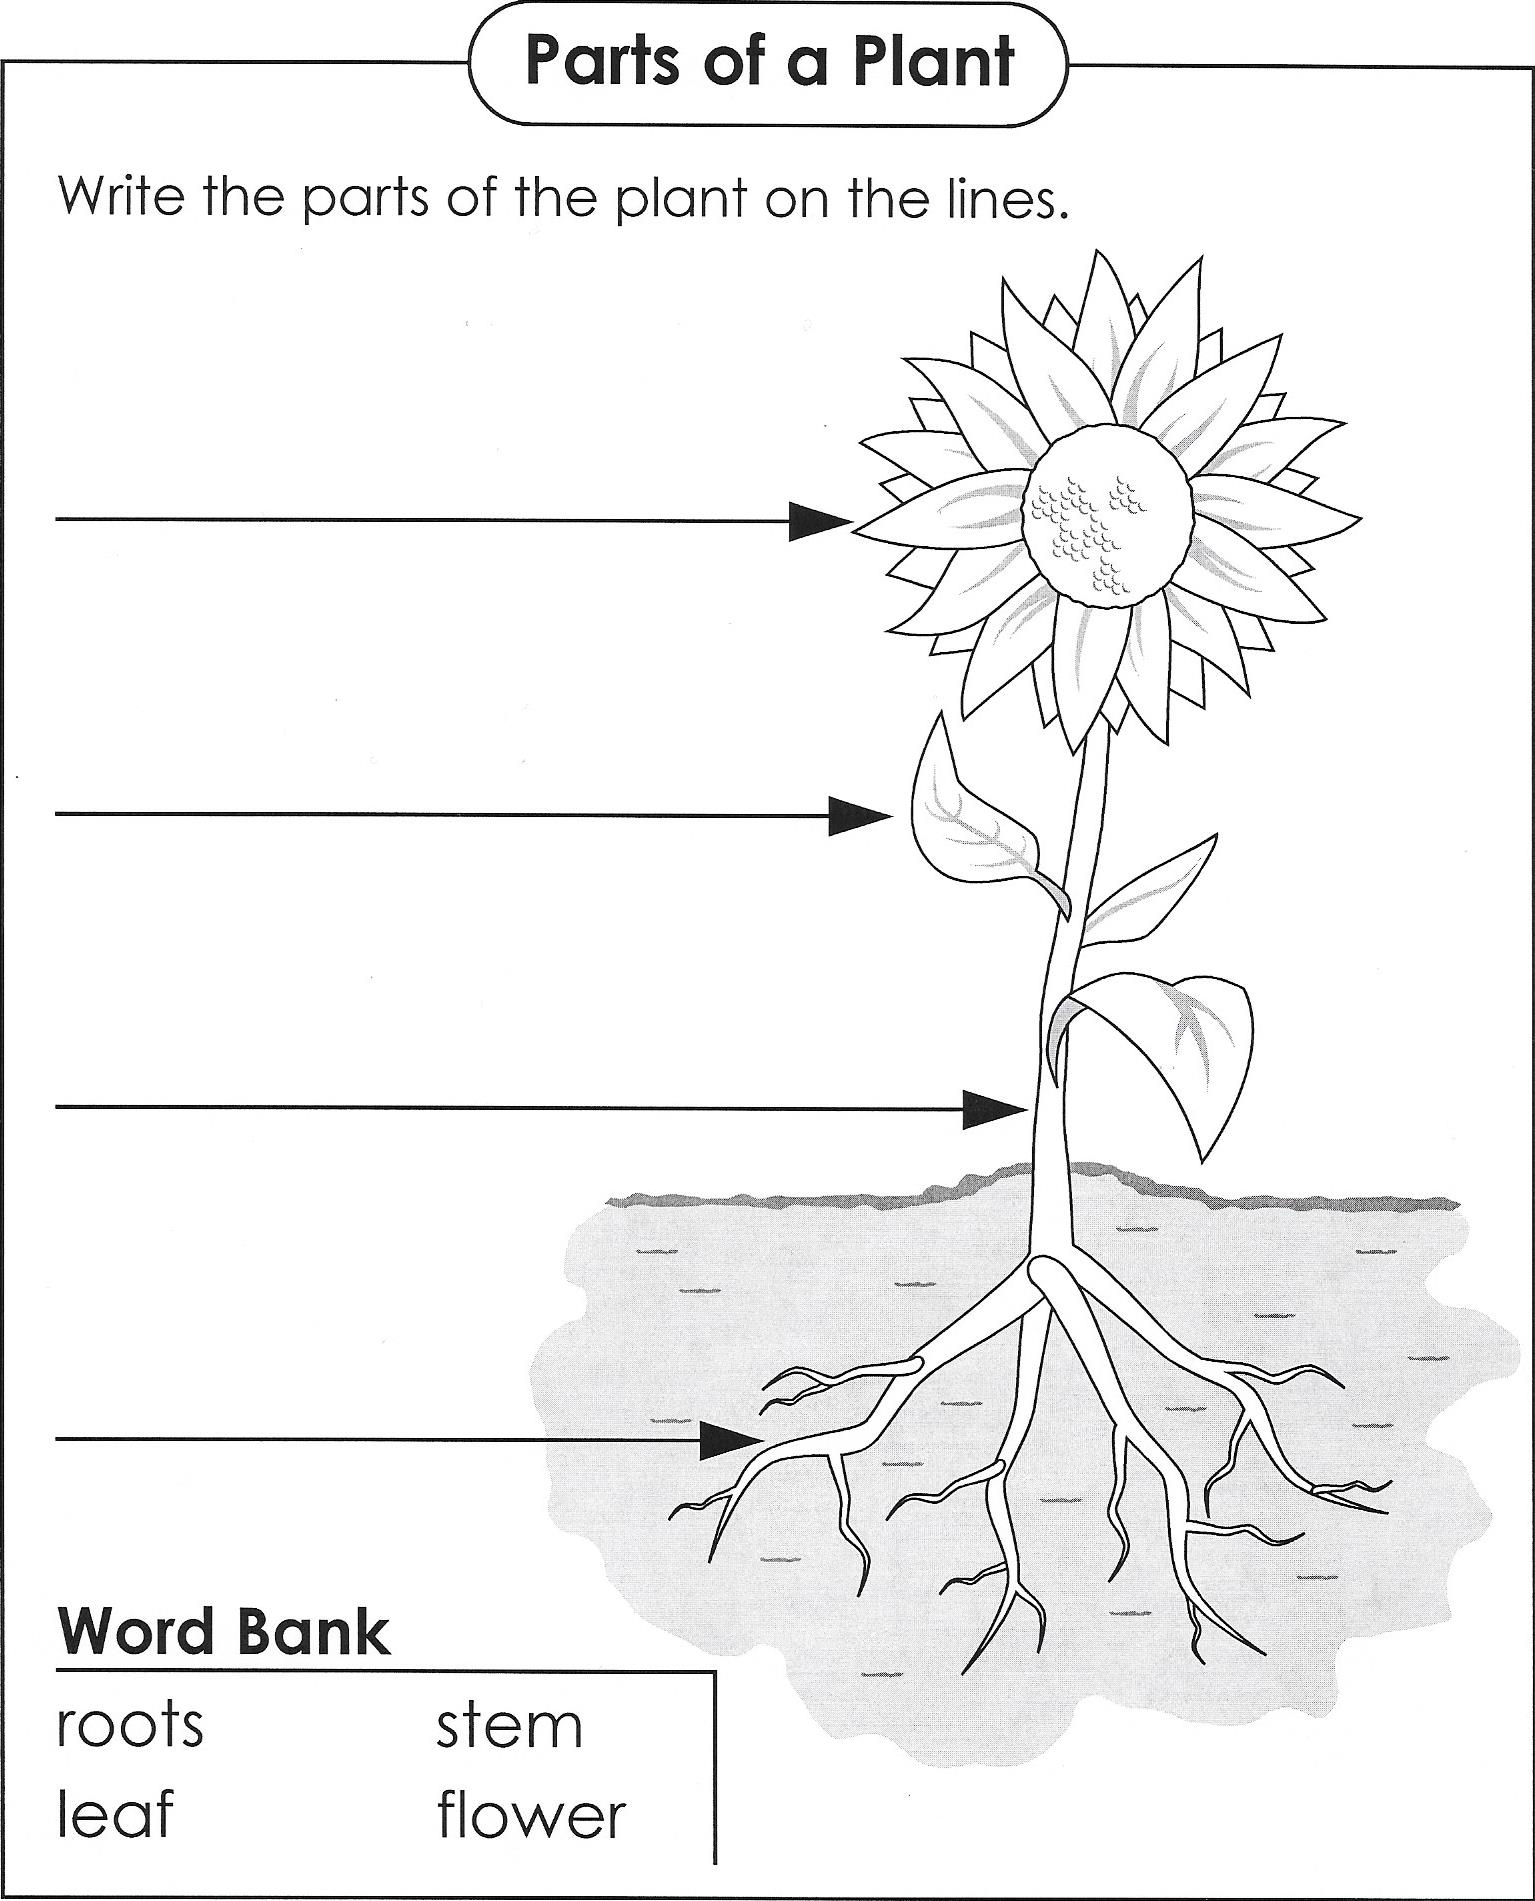 Parts of a Plant
Write the parts of the plant on the lines.
Word Bank
roots stem
leaf flower